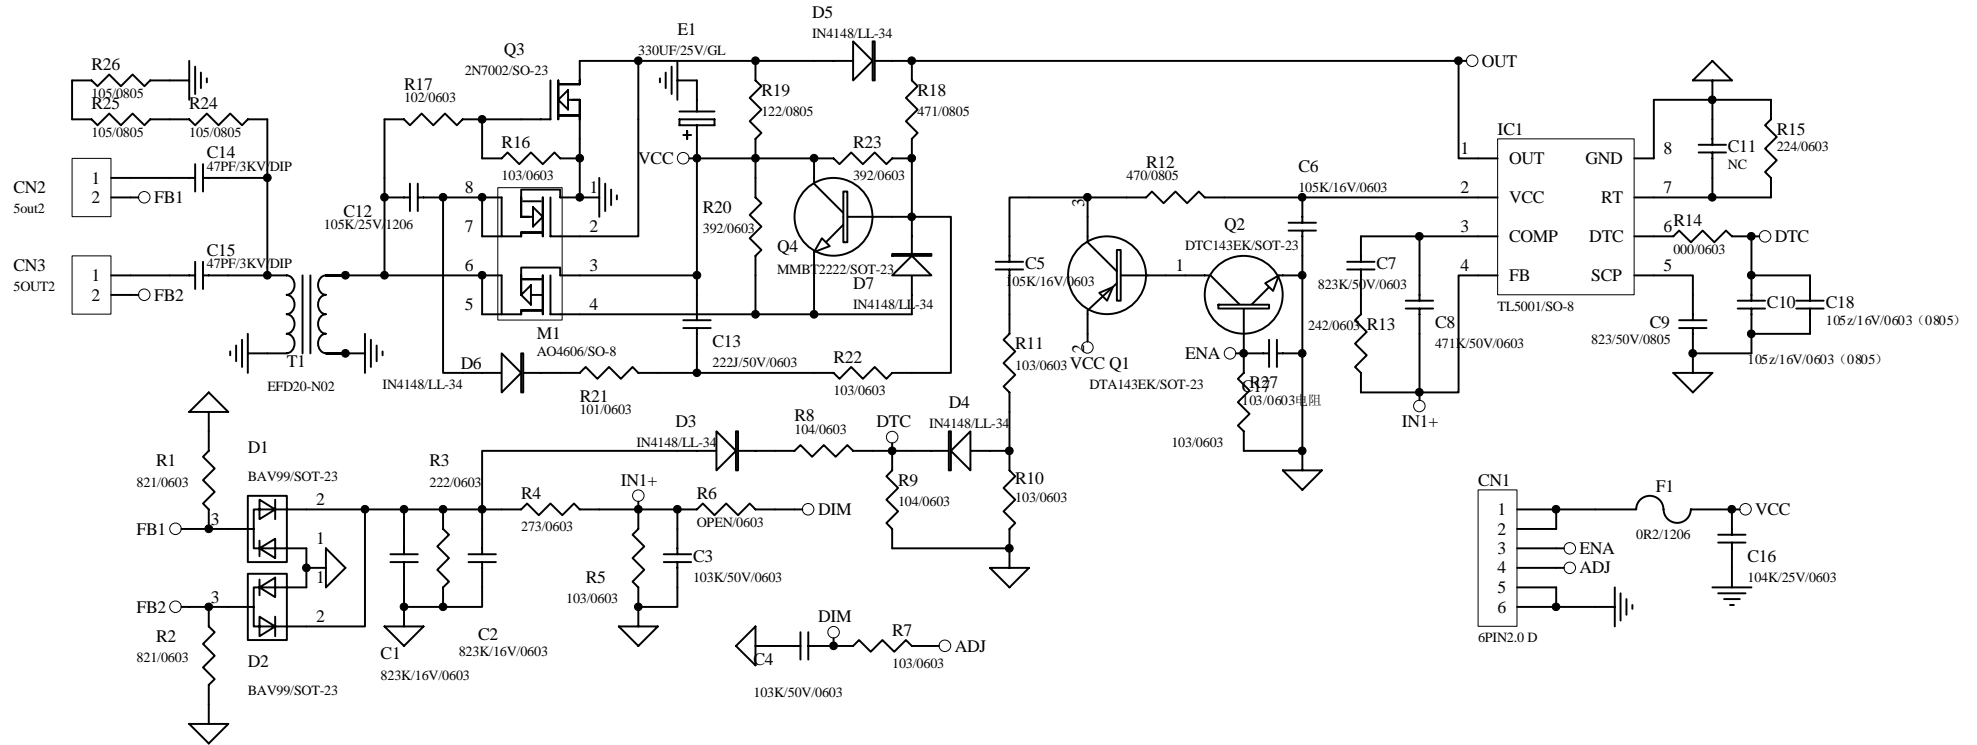 D5
IN4148/LL-34
E1
330UF/25V/GL
Q3
2N7002/SO-23
OUT
R26
105/0805
R25
105/0805
R24
105/0805
R17
102/0603
R19
122/0805
R18
471/0805
IC1
R15
224/0603
C11
NC
C14
47PF/3KV/DIP
R16
103/0603
+
VCC
R23
392/0603
1
OUT
GND
8
R12
470/0805
C6
105K/16V/0603
2
VCC
RT
7
CN2
5out2
1
2
FB1
C12
105K/25V/1206
8
7
1
2
R20
392/0603
Q4
MMBT2222/SOT-23
3
Q2
DTC143EK/SOT-23
3
COMP
DTC
6
R14
000/0603
DTC
CN3
5OUT2
1
2
FB2
C15
47PF/3KV/DIP
6
5
3
4
D7
IN4148/LL-34
C5
105K/16V/0603
1
C7
823K/50V/0603
4
FB
SCP
5
TL5001/SO-8
C10
C18
105z/16V/0603（0805）
105z/16V/0603（0805）
C9
823/50V/0805
T1
EFD20-N02
M1
AO4606/SO-8
C13
222J/50V/0603
R11
103/0603
2
VCC
Q1
DTA143EK/SOT-23
ENA
C17
R27
103/0603电阻
103/0603
242/0603
R13
C8
471K/50V/0603
IN1+
D6
IN4148/LL-34
R21
101/0603
R22
103/0603
D3
IN4148/LL-34
R8
104/0603
DTC
D4
IN4148/LL-34
R1
821/0603
D1
BAV99/SOT-23
R3
222/0603
R4
273/0603
IN1+
R6
OPEN/0603
DIM
R9
104/0603
R10
103/0603
FB1
3
2
1
1
2
FB2
3
R2
821/0603
D2
BAV99/SOT-23
C1
823K/16V/0603
C2
823K/16V/0603
R5
103/0603
C3
103K/50V/0603
DIM
C4
103K/50V/0603
R7
103/0603
ADJ
CN1
1
2
3
4
5
6
6PIN2.0 D
ENA
ADJ
F1
0R2/1206
VCC
C16
104K/25V/0603